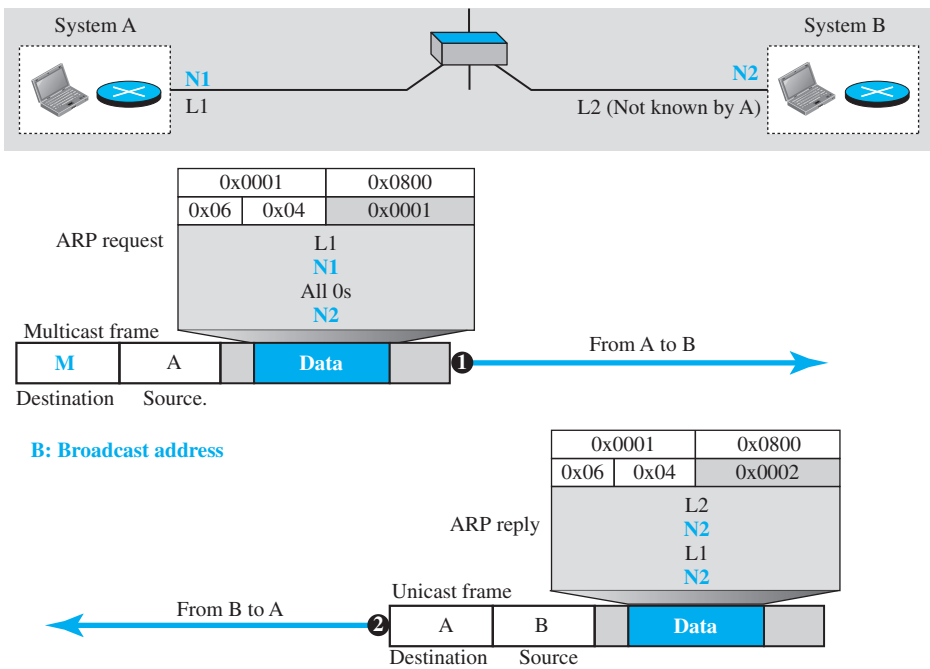 System A
System B
N1
N2
L1
L2 (Not known by A)
0x0001 0x0800
0x06 0x04 0x0001
ARP request
L1
N1
All 0s
N2
Multicast frame
M A Data
1
From A to B
Destination Source.
B: Broadcast address
0x0001 0x0800
0x06 0x04 0x0002
ARP reply
L2
N2
L1
N2
Unicast frame
From B to A
2
A B Data
Destination Source